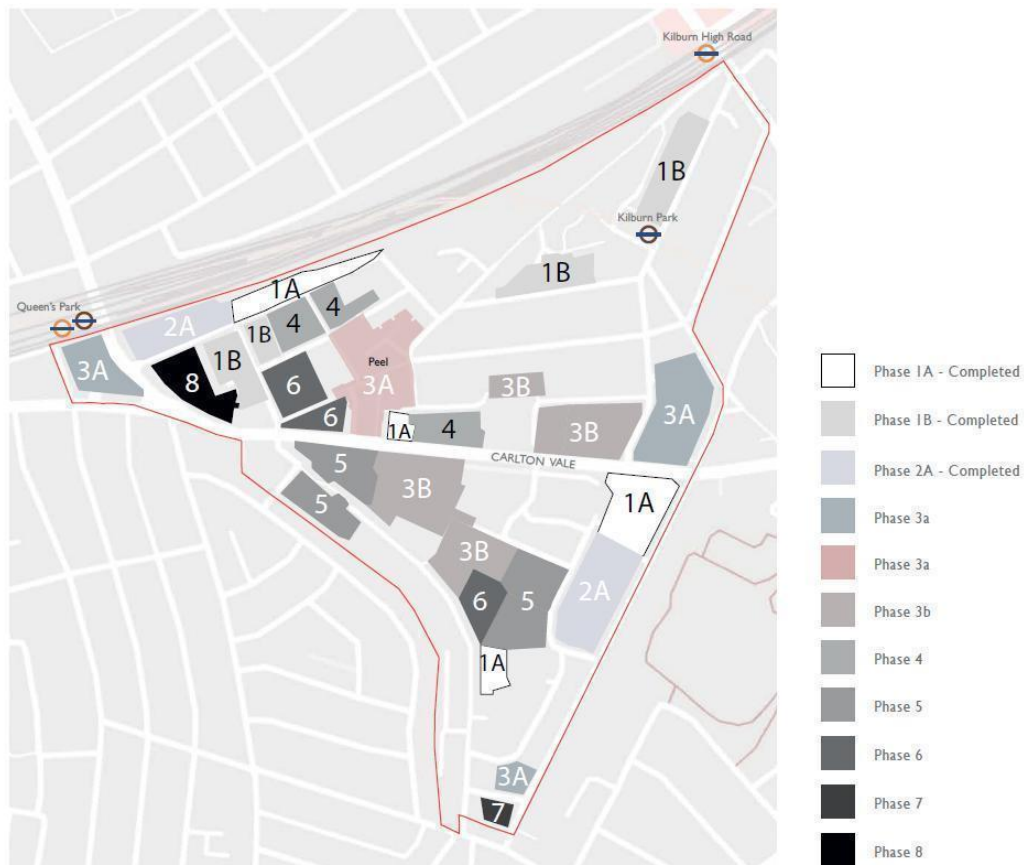 Kilburn High Road
1B
Kilburn Park
1B
1A
4
Queen's Park
2A
1B
4
1B
3A
8
6
Peel
3A
3B
3A
6
1A
4
3B
CARLTON VALE
5
3B
5
1A
3B
6
5
2A
1A
3A
7
Phase 1A - Completed
Phase 1B - Completed
Phase 2A - Completed
Phase 3a
Phase 3a
Phase 3b
Phase 4
Phase 5
Phase 6
Phase 7
Phase 8